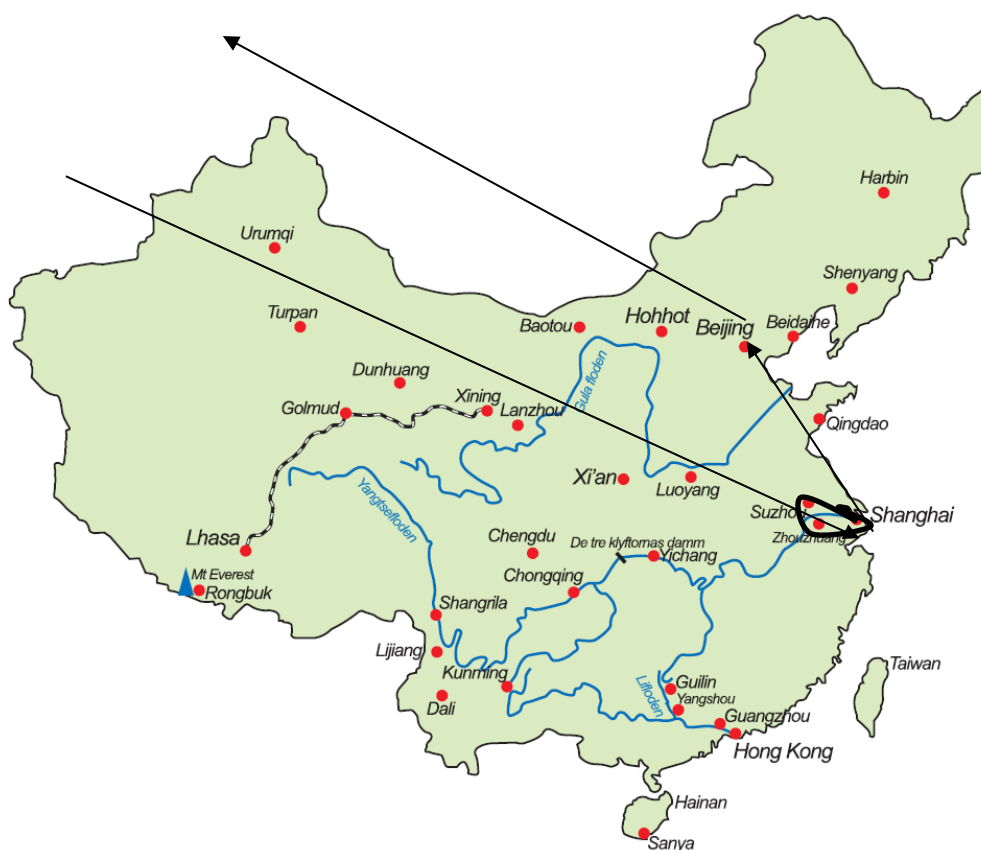 Harbin
Urumqi
Shenyang
Turpan
Baotou
Hohhot
Beijing
Beidaihe
Dunhuang
Gula floden
Xining
Golmud
Lanzhou
Qingdao
Xi'an
Luoyang
Yangtsefloden
Suzhou
Shanghai
Zhouzhuang
Lhasa
Chengdu
De tre klyftornas damm
Yichang
Mt Everest
Rongbuk
Chongqing
Shangrila
Lijiang
Kunming
Taiwan
Guilin
Lifloden
Yangshou
Dali
Guangzhou
Hong Kong
Hainan
Sanya